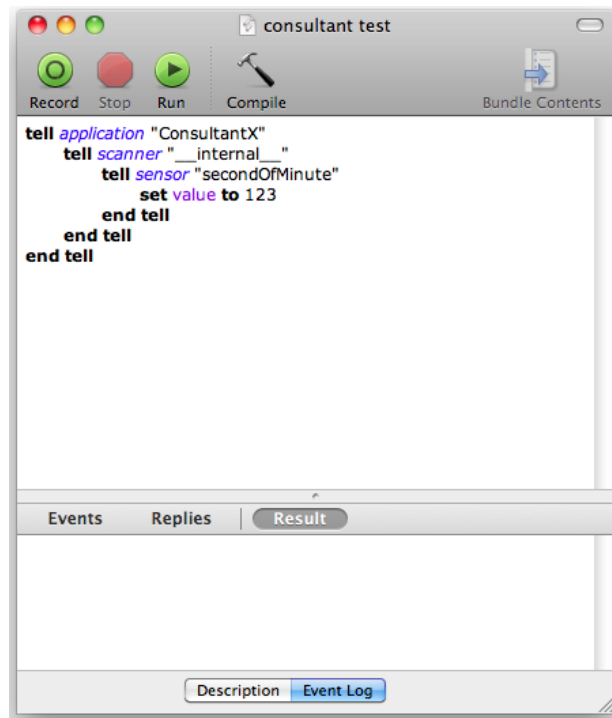 consultant test
Record Stop Run Compile Bundle Contents
tell application "ConsultantX"
tell scanner "__internal__"
tell sensor "secondOfMinute"
set value to 123
end tell
end tell
end tell
Events Replies Result
Description Event Log